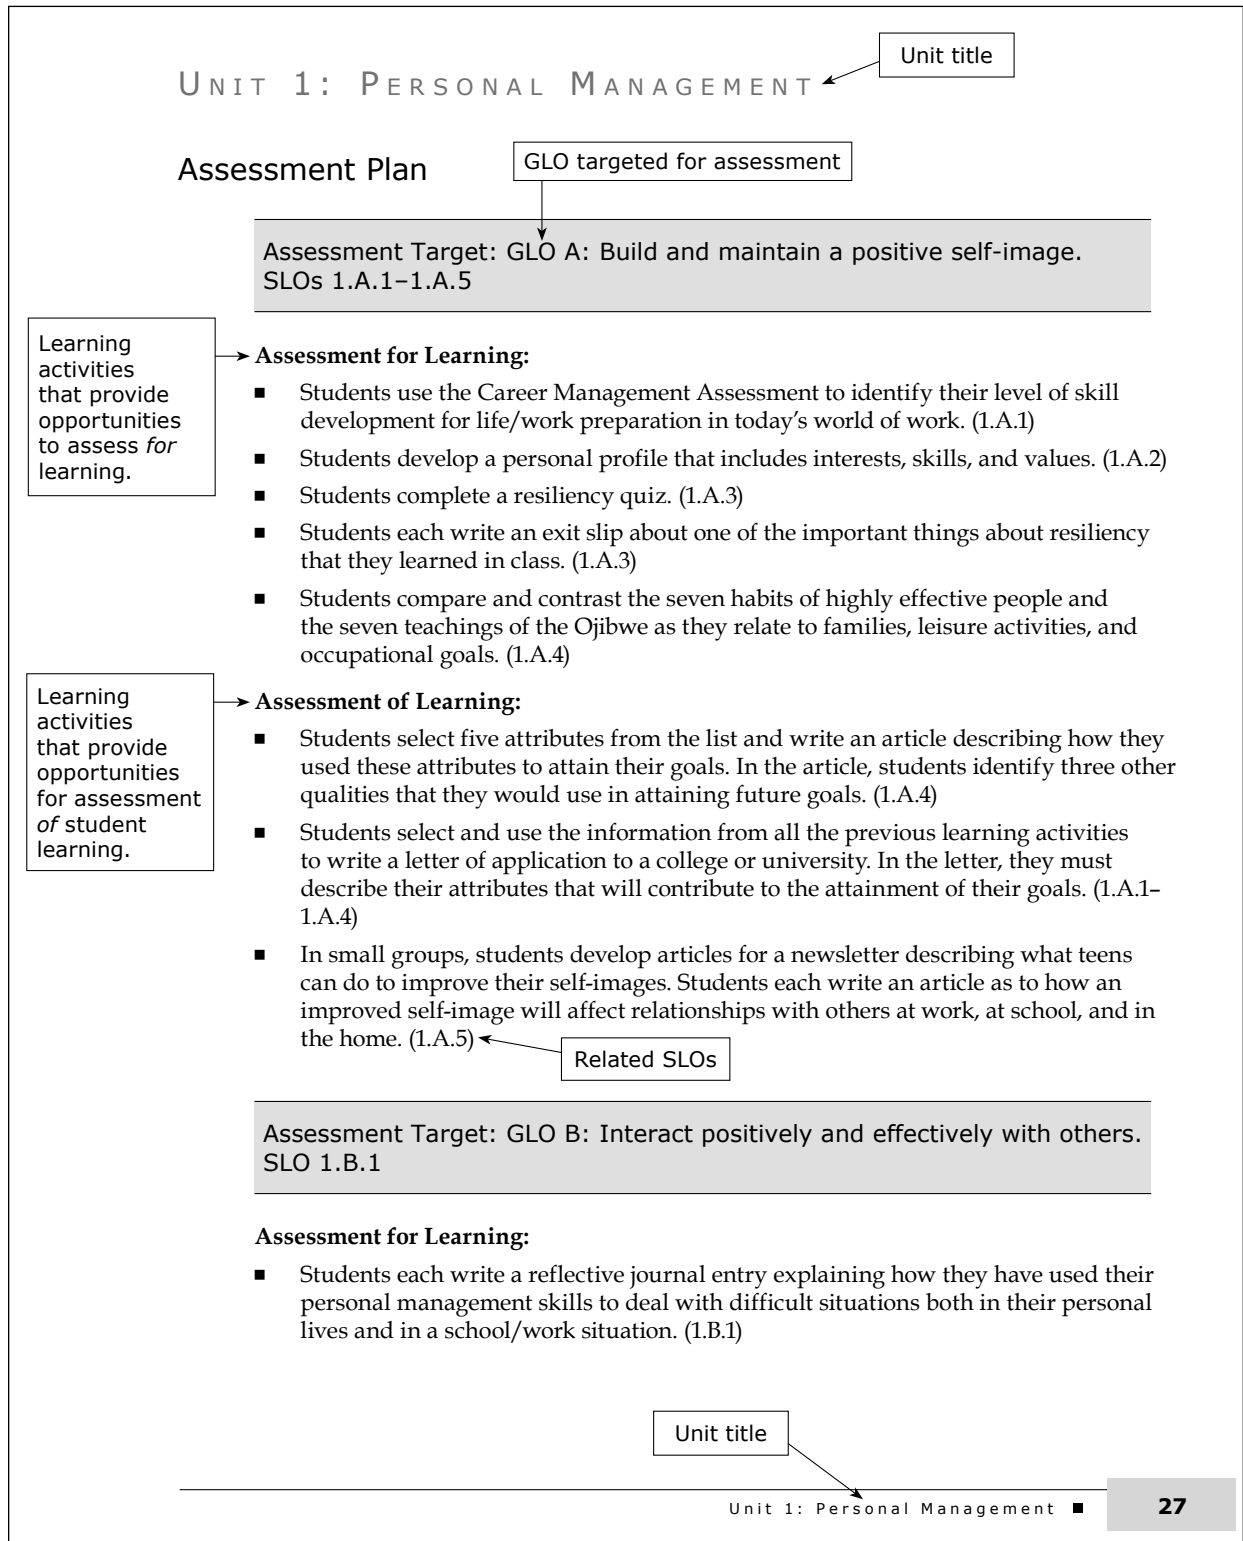 Unit title
Unit 1: Personal Management
Assessment Plan
GLO targeted for assessment
Assessment Target: GLO A: Build and maintain a positive self-image.
SLOs 1.A.1–1.A.5
Learning
activities
that provide
opportunities
to assess for
learning.
Assessment for Learning:
■ Students use the Career Management Assessment to identify their level of skill
development for life/work preparation in today's world of work. (1.A.1)
■ Students develop a personal profile that includes interests, skills, and values. (1.A.2)
■ Students complete a resiliency quiz. (1.A.3)
■ Students each write an exit slip about one of the important things about resiliency
that they learned in class. (1.A.3)
■ Students compare and contrast the seven habits of highly effective people and
the seven teachings of the Ojibwe as they relate to families, leisure activities, and
occupational goals. (1.A.4)
Learning
activities
that provide
opportunities
for assessment
of student
learning.
Assessment of Learning:
■ Students select five attributes from the list and write an article describing how they
used these attributes to attain their goals. In the article, students identify three other
qualities that they would use in attaining future goals. (1.A.4)
■ Students select and use the information from all the previous learning activities
to write a letter of application to a college or university. In the letter, they must
describe their attributes that will contribute to the attainment of their goals. (1.A.1–
1.A.4)
■ In small groups, students develop articles for a newsletter describing what teens
can do to improve their self-images. Students each write an article as to how an
improved self-image will affect relationships with others at work, at school, and in
the home. (1.A.5)
Related SLOs
Assessment Target: GLO B: Interact positively and effectively with others.
SLO 1.B.1
Assessment for Learning:
■ Students each write a reflective journal entry explaining how they have used their
personal management skills to deal with difficult situations both in their personal
lives and in a school/work situation. (1.B.1)
Unit title
Unit 1: Personal Management ■ 27